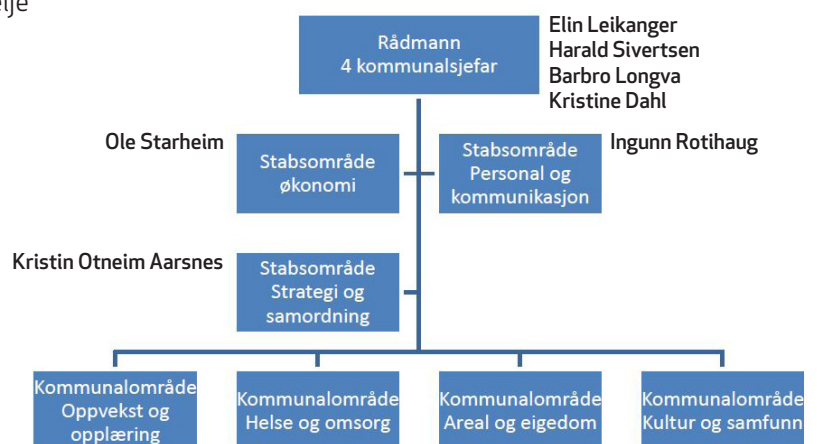 Rådmann
4 kommunalsjefar
Elin Leikanger
Harald Sivertsen
Barbro Longva
Kristine Dahl
Ole Starheim
Stabsområde
økonomi
Stabsområde
Personal og
kommunikasjon
Ingunn Rotihaug
Kristin Otneim Aarsnes
Stabsområde
Strategi og
samordning
Kommunalområde
Oppvekst og
opplæring
Kommunalområde
Helse og omsorg
Kommunalområde
Areal og eigedom
Kommunalområde
Kultur og samfunn